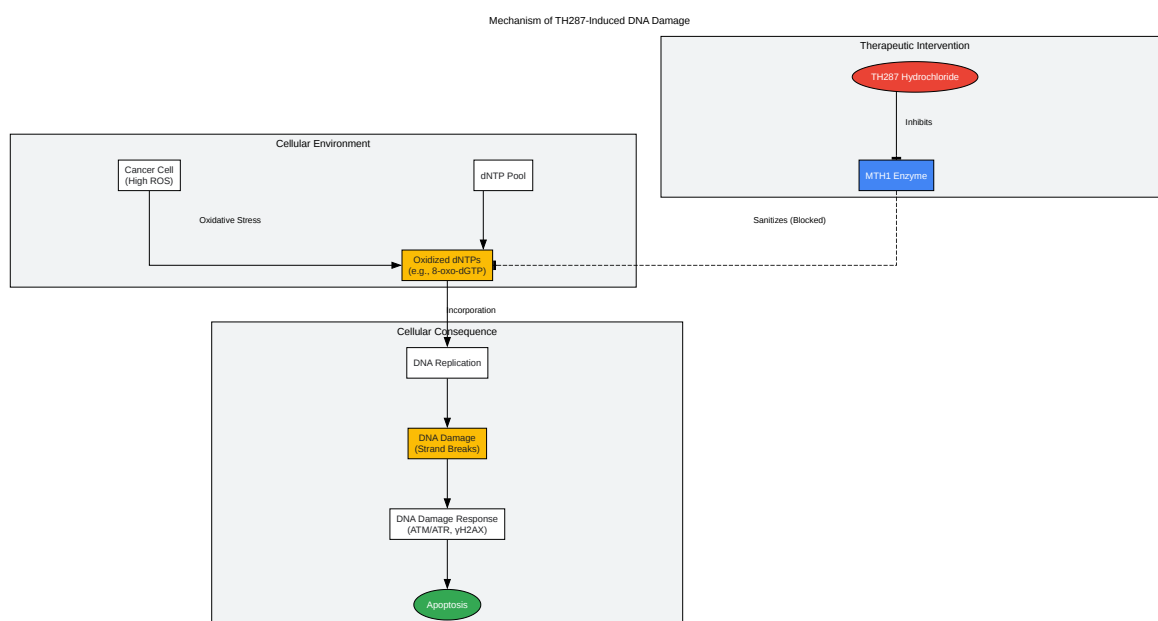 Mechanism of TH287-Induced DNA Damage
Therapeutic Intervention
TH287 Hydrochloride
Inhibits
MTH1 Enzyme
Cellular Environment
Cancer Cell
(High ROS)
dNTP Pool
Oxidative Stress
Sanitizes (Blocked)
Oxidized dNTPs
(e.g., 8-oxo-dGTP)
Incorporation
Cellular Consequence
DNA Replication
DNA Damage
(Strand Breaks)
DNA Damage Response
(ATM/ATR, γH2AX)
Apoptosis